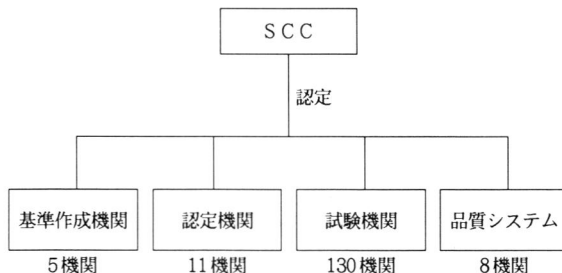 SCC
認定
基準作成機関
認定機関
試験機関
品質システム
5機関
11機関
130機関
8機関